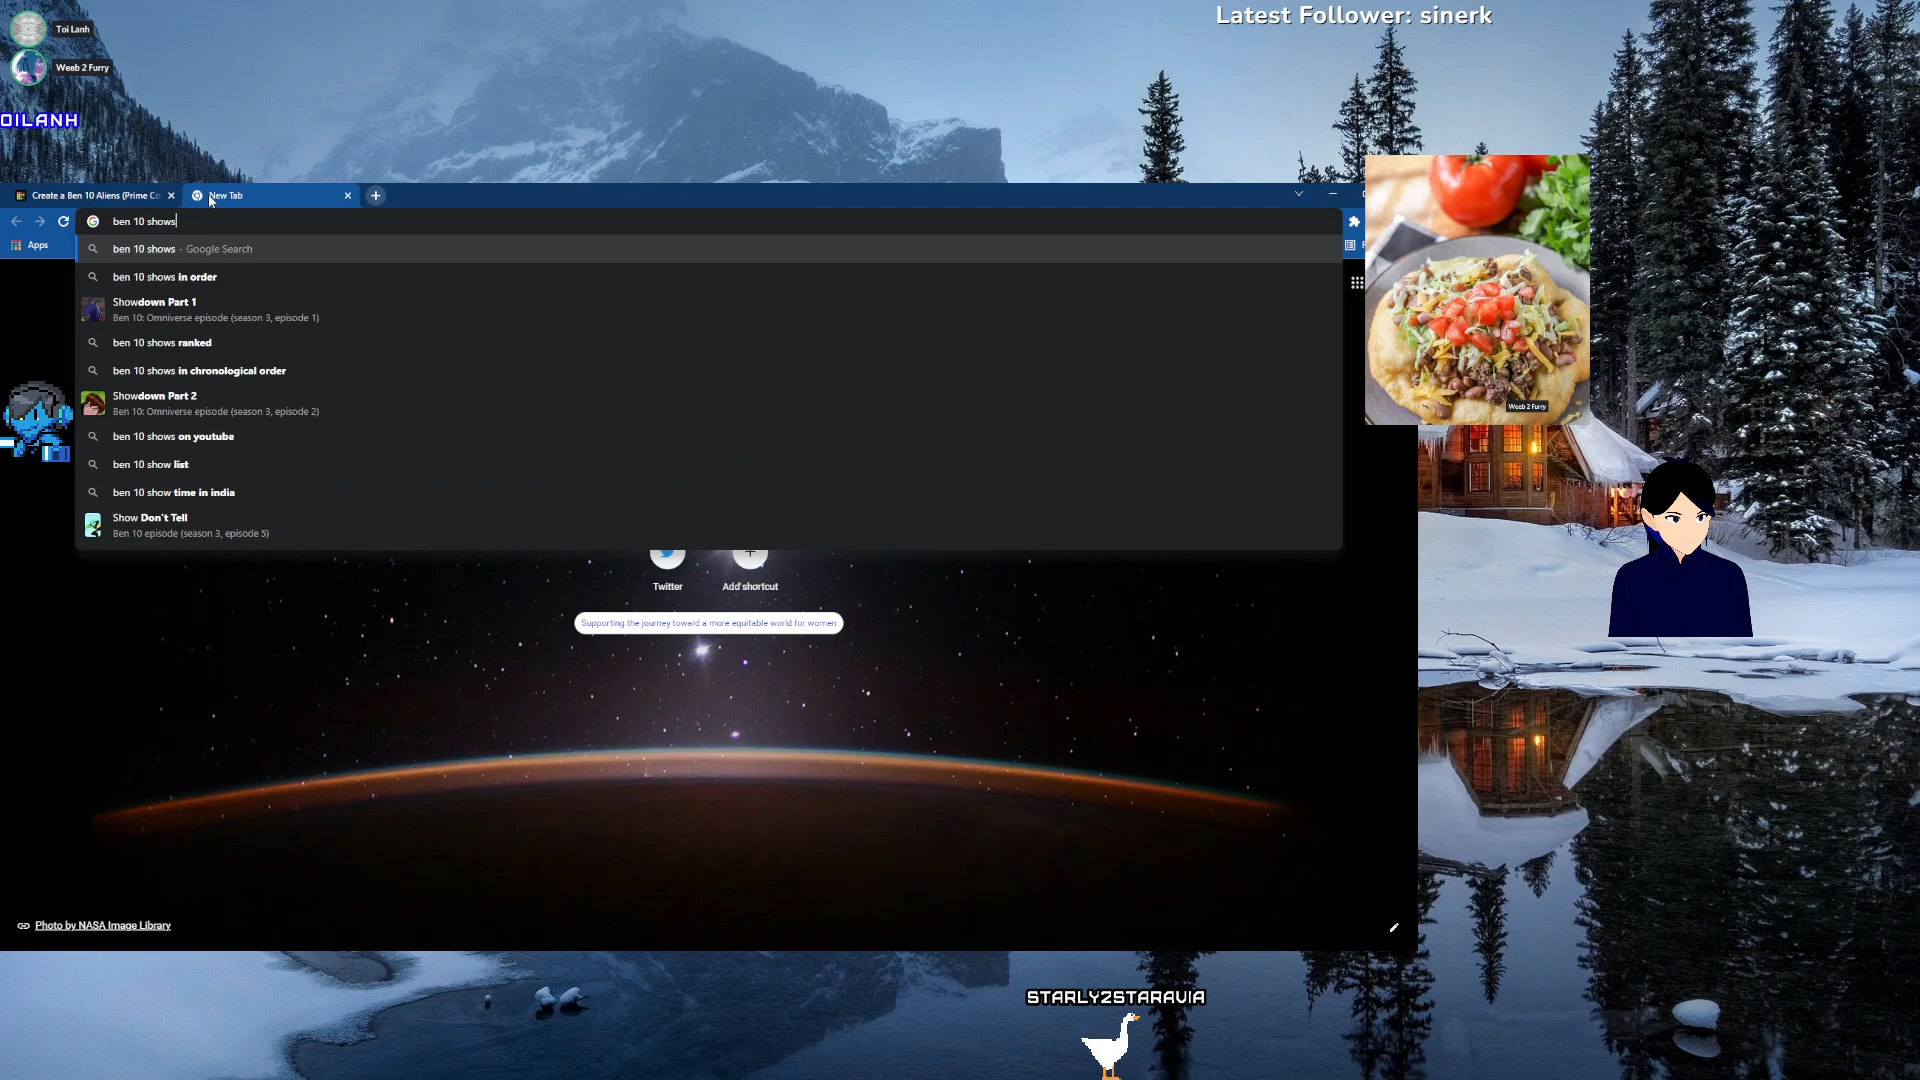 Latest Follower: sinerk
Toi Lanh
Weeb 2 Furry
OILANH
Create a Ben 10 Aliens (Prime Co
New Tab
ben 10 shows
Apps
ben 10 shows - Google Search
ben 10 shows in order
Showdown Part 1
Ben 10: Omniverse episode (season 3, episode 1)
ben 10 shows ranked
ben 10 shows in chronological order
Showdown Part 2
Ben 10: Omniverse episode (season 3, episode 2)
ben 10 shows on youtube
ben 10 show list
ben 10 show time in india
Show Don't Tell
Ben 10 episode (season 3, episode 5)
Weeb 2 Furry
Twitter
Add shortcut
Supporting the journey toward a more equitable world for women
Photo by NASA Image Library
STARLY2STARAVIA